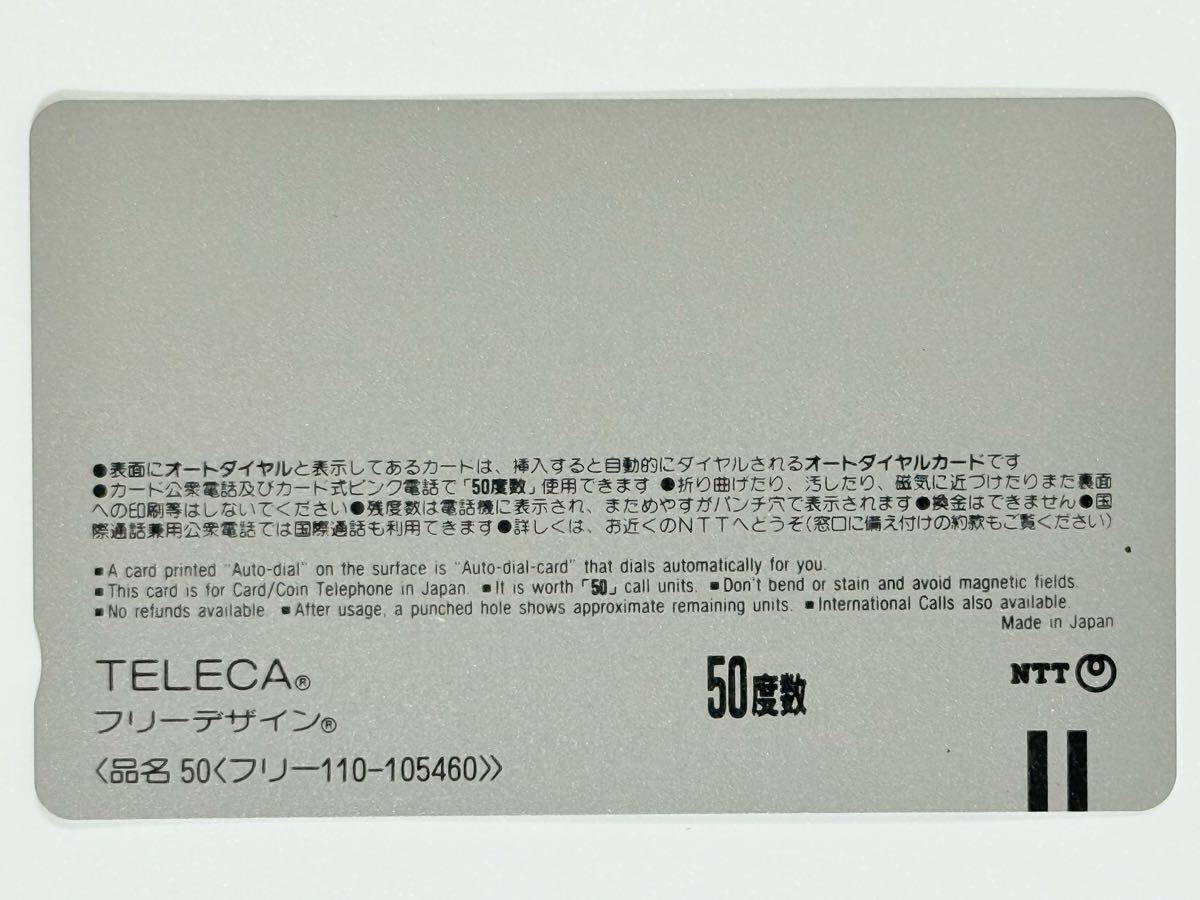 ●表面にオートダイヤルと表示してあるカードは、挿入すると自動的にダイヤルされるオートダイヤルカードです
●カード公衆電話及びカード式ピンク電話で「50度数」使用できます●折り曲げたり、汚したり、磁気に近づけたりまた裏面
への印刷等はしないでください●残度数は電話機に表示され、まためやすがパンチ穴で表示されます●換金はできません●国
際通話兼用公衆電話では国際通話も利用できます●詳しくは、お近くのNTTへどうぞ(窓口に備え付けの約款もご覧ください)
■A card printed "Auto-dial" on the surface is "Auto-dial-card" that dials automatically for you.
■This card is for Card/Coin Telephone in Japan. ■It is worth「50」call units. ■Don't bend or stain and avoid magnetic fields.
■No refunds available. ■After usage, a punched hole shows approximate remaining units. ■International Calls also available.
Made in Japan
TELECA®
フリーデザイン®
〈品名 50〈フリー110-105460〉〉
50度数
NTT